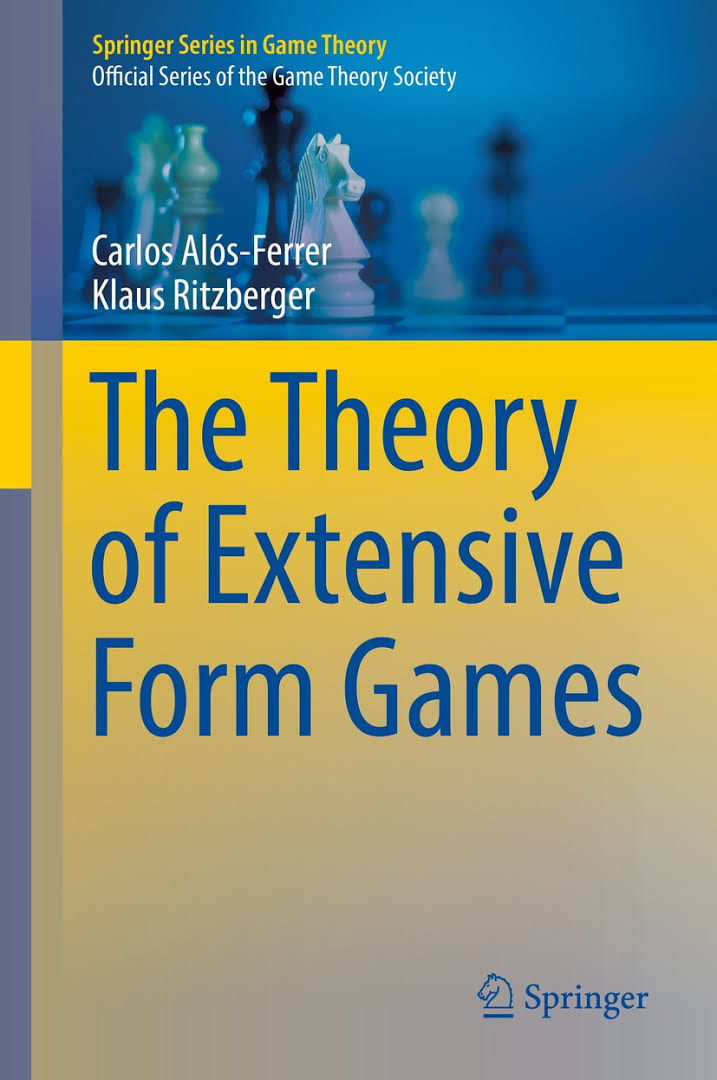 Springer Series in Game Theory
Official Series of the Game Theory Society
Carlos Alós-Ferrer
Klaus Ritzberger
The Theory
of Extensive
Form Games
Springer